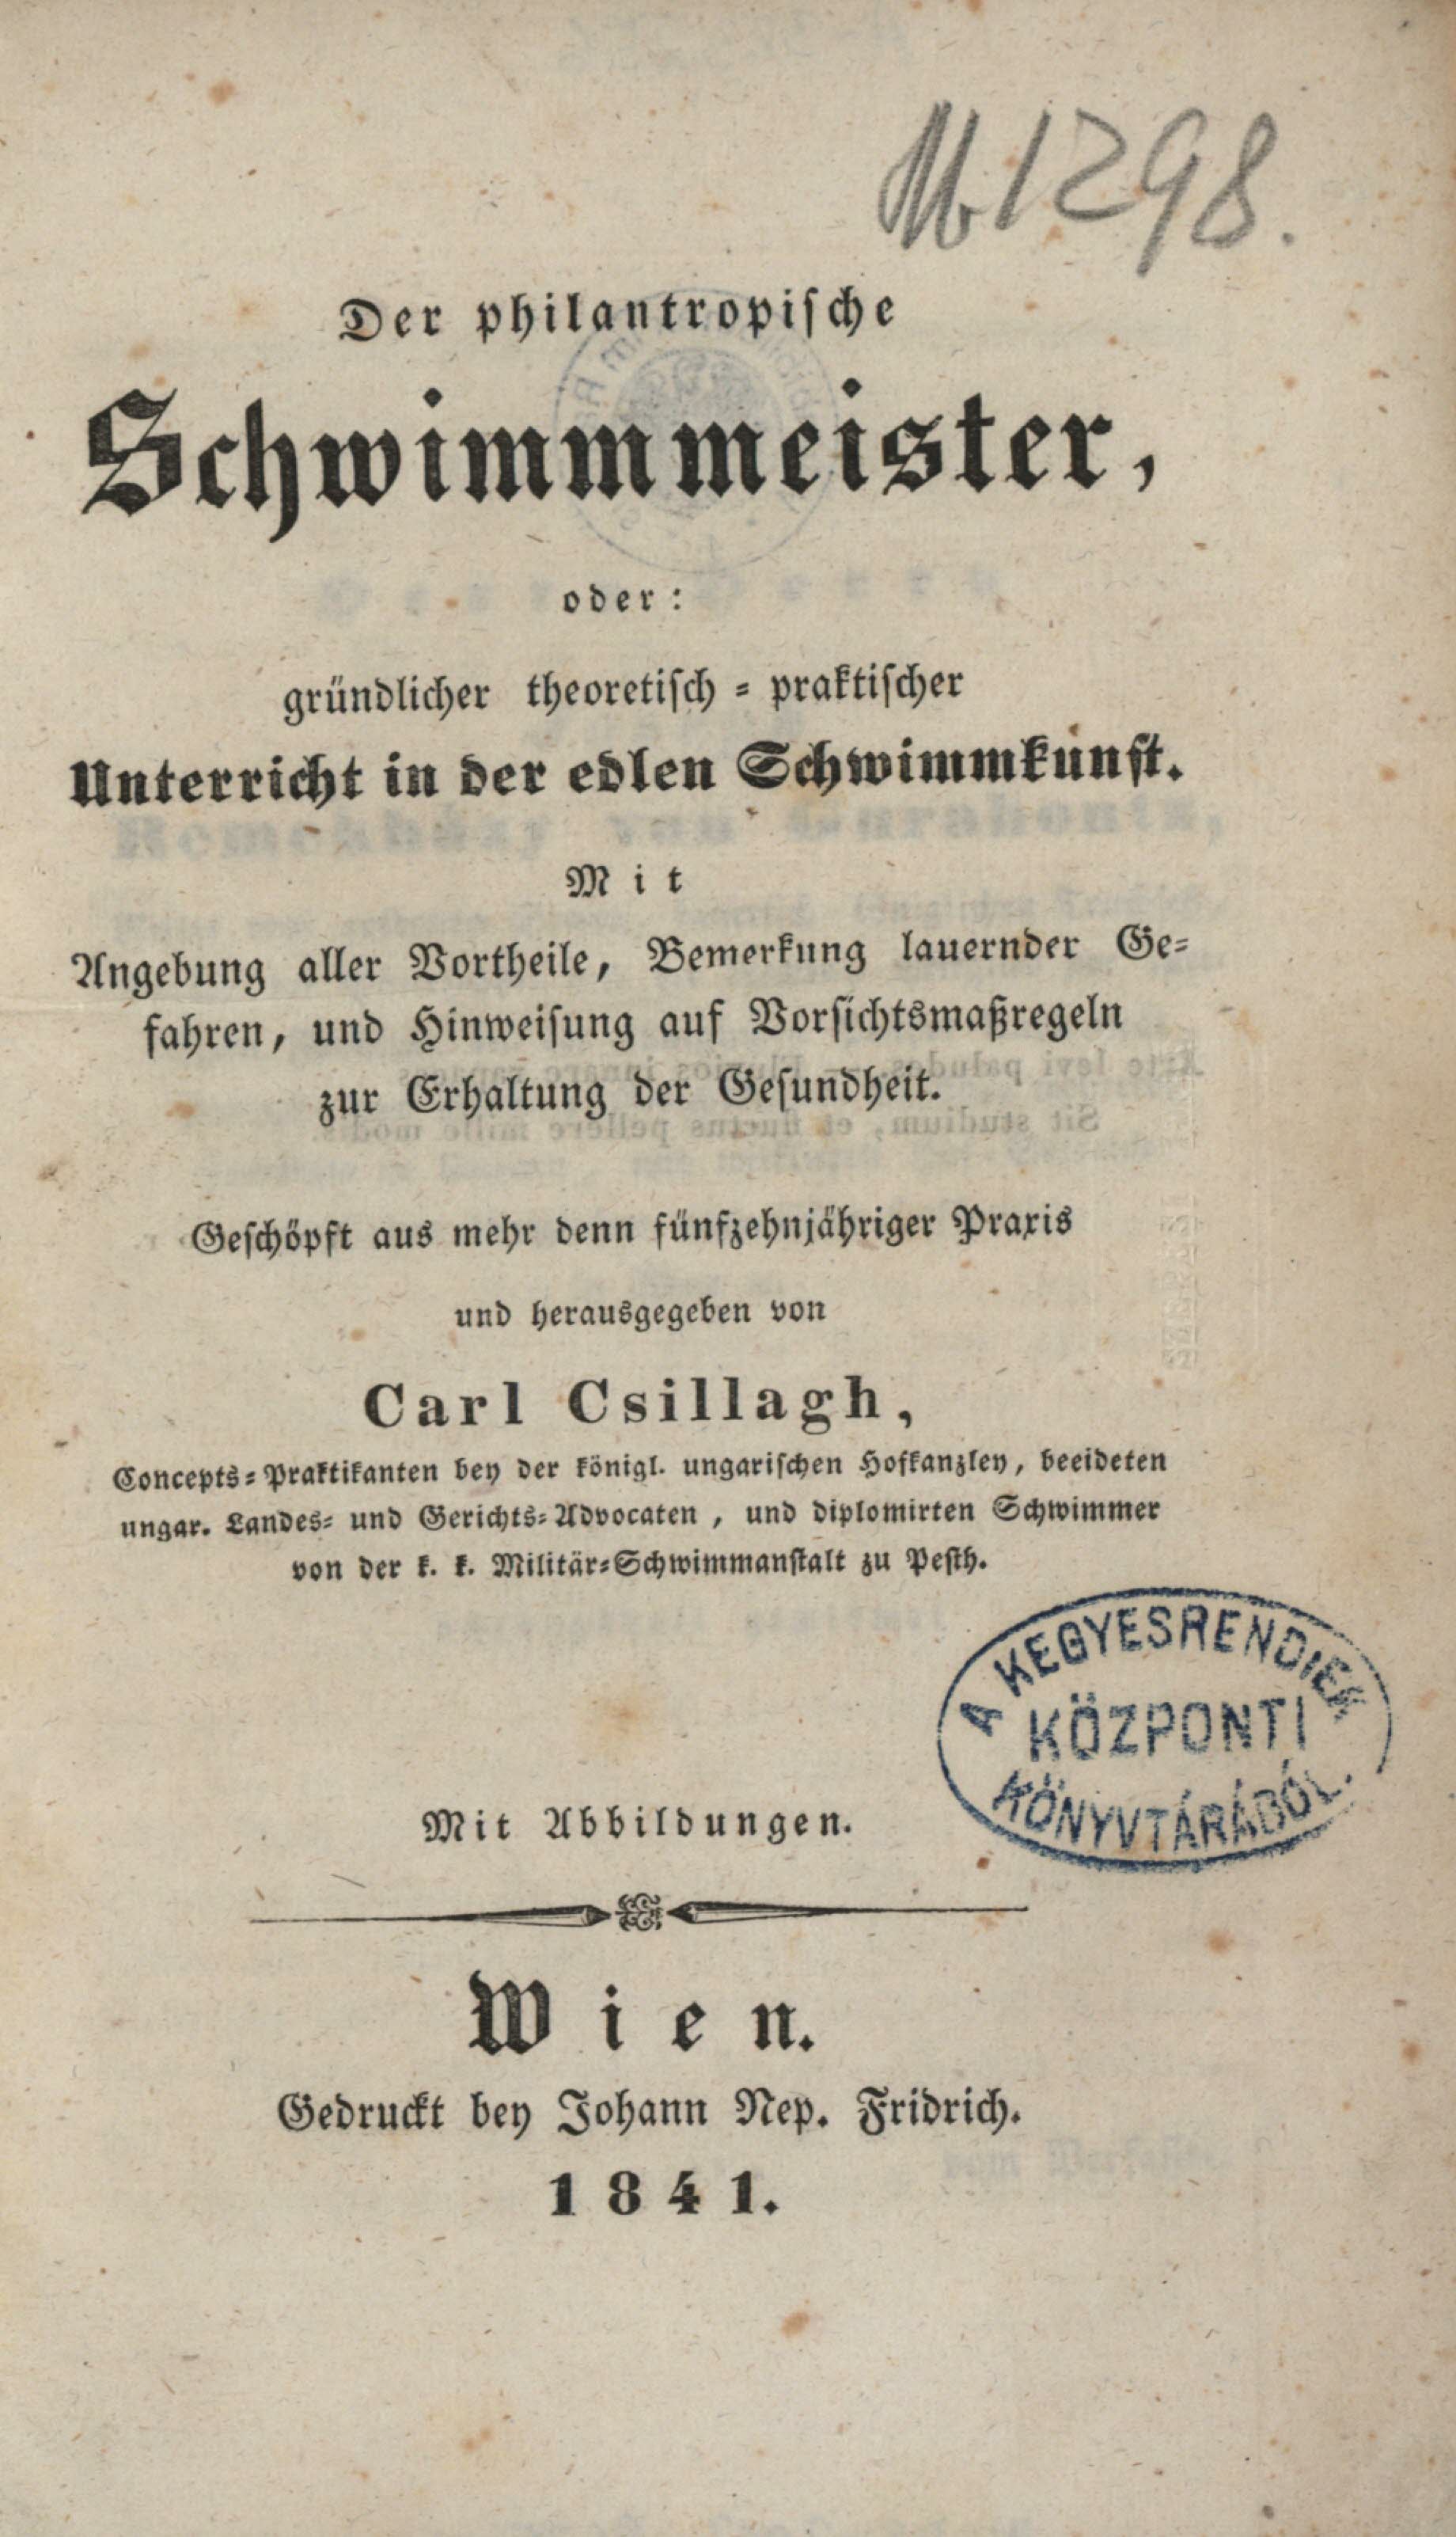 M 1298.
Der philantropische
Schwimmmeister,
oder:
gründlicher theoretisch-praktischer
Unterricht in der edlen Schwimmkunst.
Mit
Angebung aller Vortheile, Bemerkung lauernder Ge-
fahren, und Hinweisung auf Vorsichtsmaßregeln
zur Erhaltung der Gesundheit.
Geschöpft aus mehr denn fünfzehnjähriger Praxis
und herausgegeben von
Carl Csillagh,
Concepts-Praktikanten bey der königl. ungarischen Hofkanzley, beeideten
ungar. Landes- und Gerichts-Advocaten, und diplomirten Schwimmer
von der k. k. Militär-Schwimmanstalt zu Pesth.
A KEGYESRENDIEK
KÖZPONTI
KÖNYVTÁRÁBÓL.
Mit Abbildungen.
Wien.
Gedruckt bey Johann Nep. Fridrich.
1841.